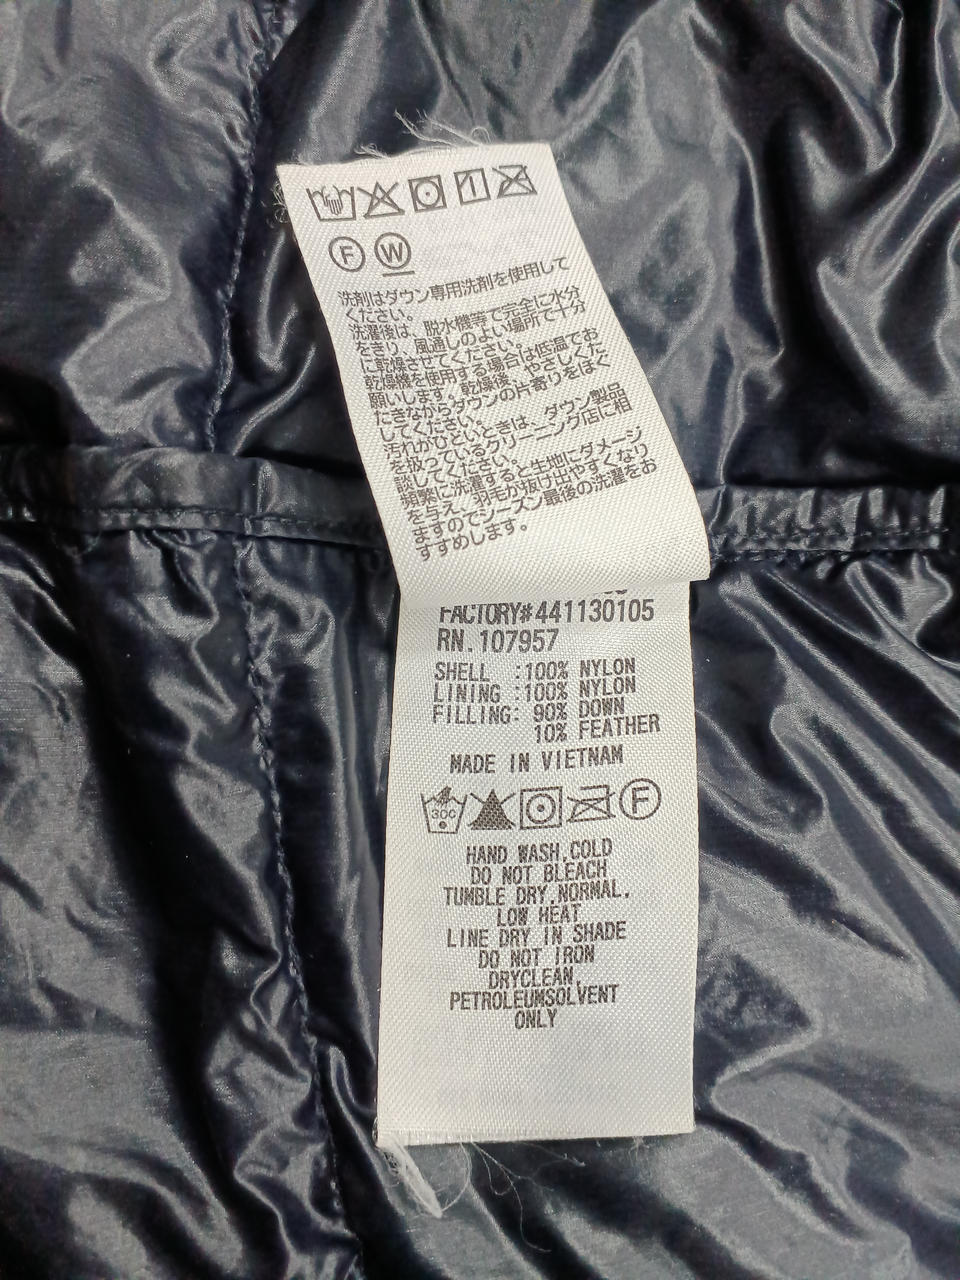 F W
洗剤はダウン専用洗剤を使用して
ください。
洗濯後は、脱水機等で完全に水分
をきり、風通しのよい場所で十分
に乾燥させてください。
乾燥機を使用する場合は低温でお
願いします。乾燥後、やさしくた
たきながらダウンの片寄りをほぐ
してください。
汚れがひどいときは、ダウン製品
を扱っているクリーニング店に相
談してください。
頻繁に洗濯すると生地にダメージ
を与え、羽毛が抜け出やすくなり
ますのでシーズン最後の洗濯をお
すすめします。
FACTORY#441130105
RN.107957
SHELL :100% NYLON
LINING :100% NYLON
FILLING: 90% DOWN
10% FEATHER
MADE IN VIETNAM
30C F
HAND WASH,COLD
DO NOT BLEACH
TUMBLE DRY,NORMAL,
LOW HEAT
LINE DRY IN SHADE
DO NOT IRON
DRYCLEAN,
PETROLEUMSOLVENT
ONLY